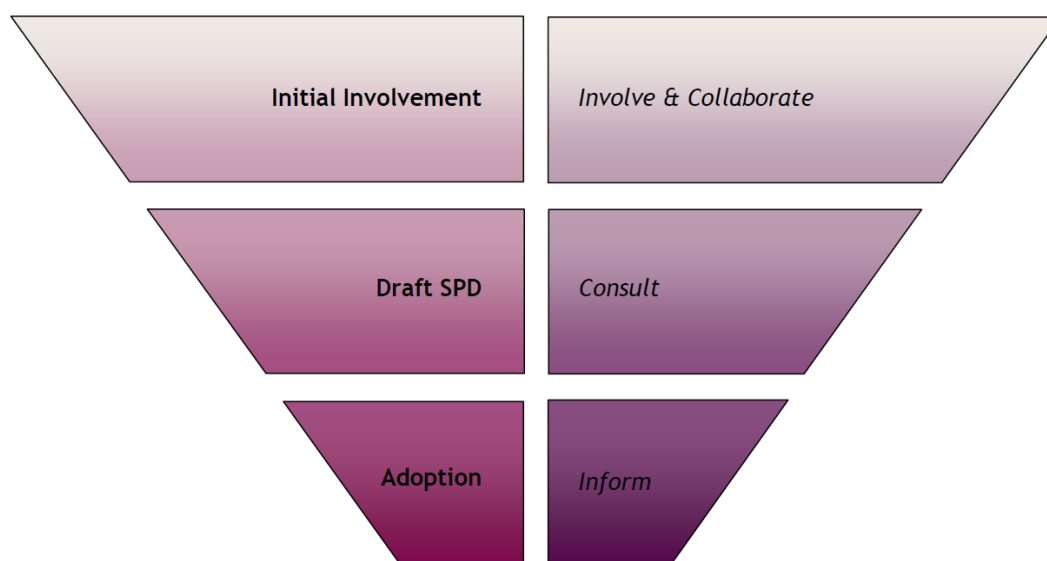 Initial Involvement
Involve & Collaborate
Draft SPD
Consult
Adoption
Inform